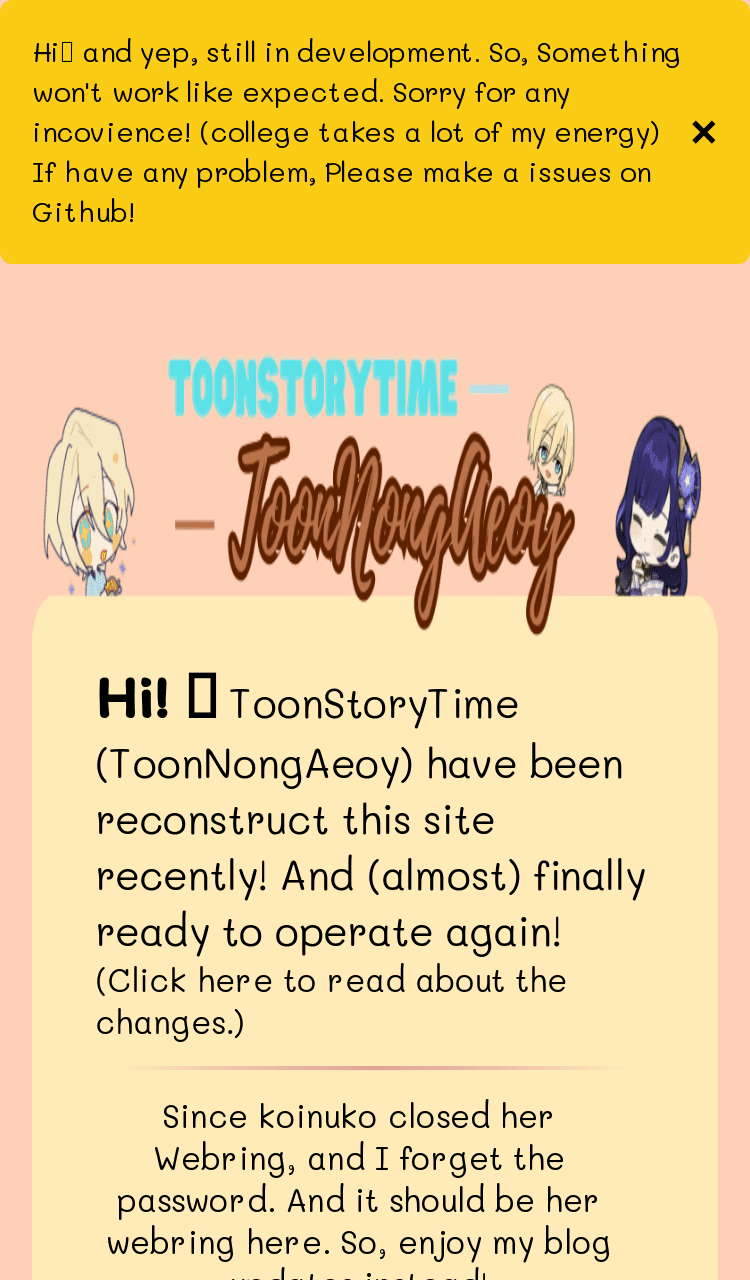 Hi▯ and yep, still in development. So, Something
won't work like expected. Sorry for any
incovience! (college takes a lot of my energy)
If have any problem, Please make a issues on
Github!
×
TOONSTORYTIME —
— ToonNongAeoy
Hi! ▯ ToonStoryTime
(ToonNongAeoy) have been
reconstruct this site
recently! And (almost) finally
ready to operate again!
(Click here to read about the
changes.)
Since koinuko closed her
Webring, and I forget the
password. And it should be her
webring here. So, enjoy my blog
updates instead!